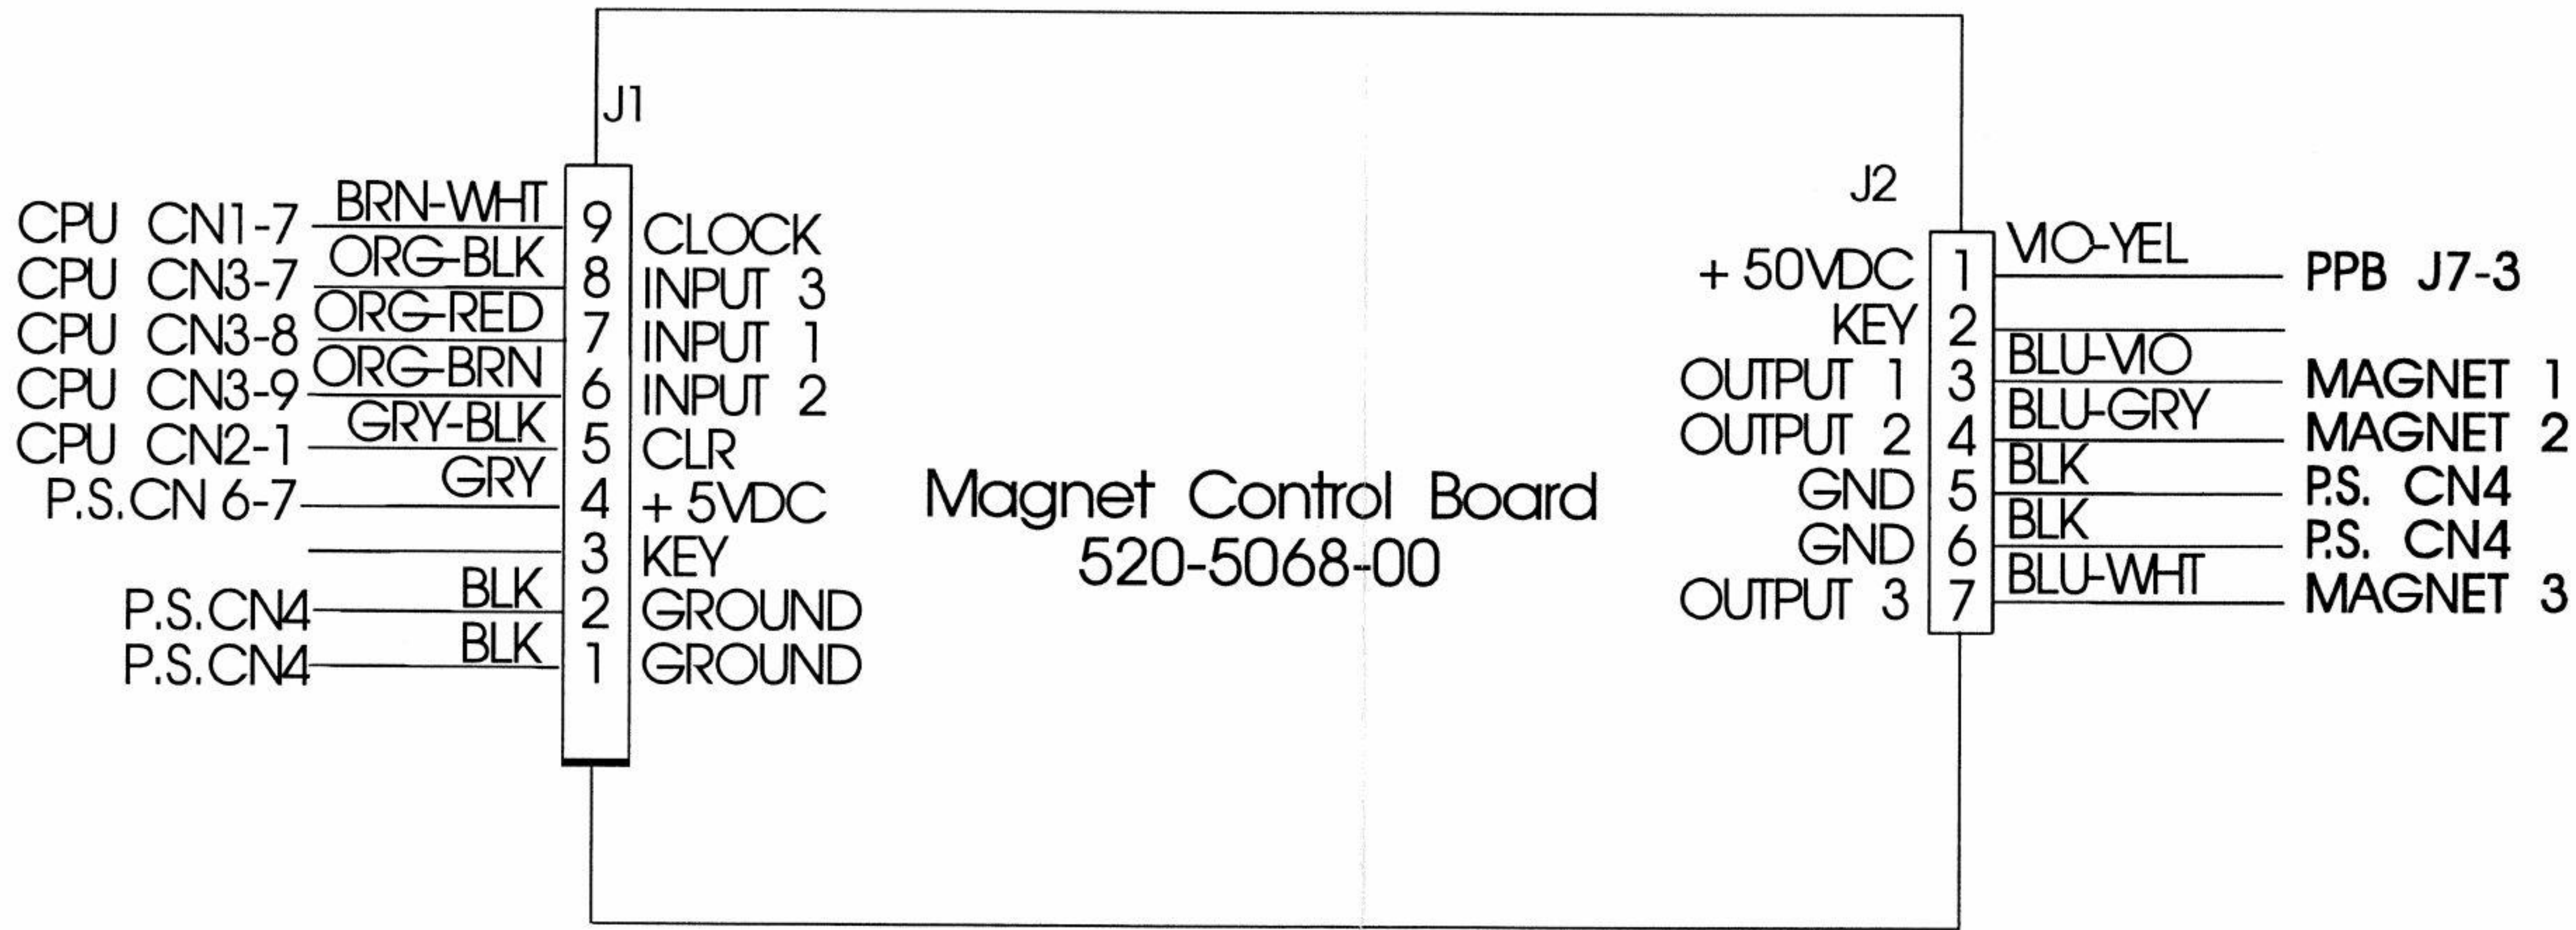 J1
CPU CN1-7 BRN-WHT 9 CLOCK
CPU CN3-7 ORG-BLK 8 INPUT 3
CPU CN3-8 ORG-RED 7 INPUT 1
CPU CN3-9 ORG-BRN 6 INPUT 2
CPU CN2-1 GRY-BLK 5 CLR
P.S.CN 6-7 GRY 4 +5VDC
3 KEY
P.S.CN4 BLK 2 GROUND
P.S.CN4 BLK 1 GROUND
Magnet Control Board
520-5068-00
J2
+50VDC 1 VIO-YEL PPB J7-3
KEY 2
OUTPUT 1 3 BLU-VIO MAGNET 1
OUTPUT 2 4 BLU-GRY MAGNET 2
GND 5 BLK P.S. CN4
GND 6 BLK P.S. CN4
OUTPUT 3 7 BLU-WHT MAGNET 3